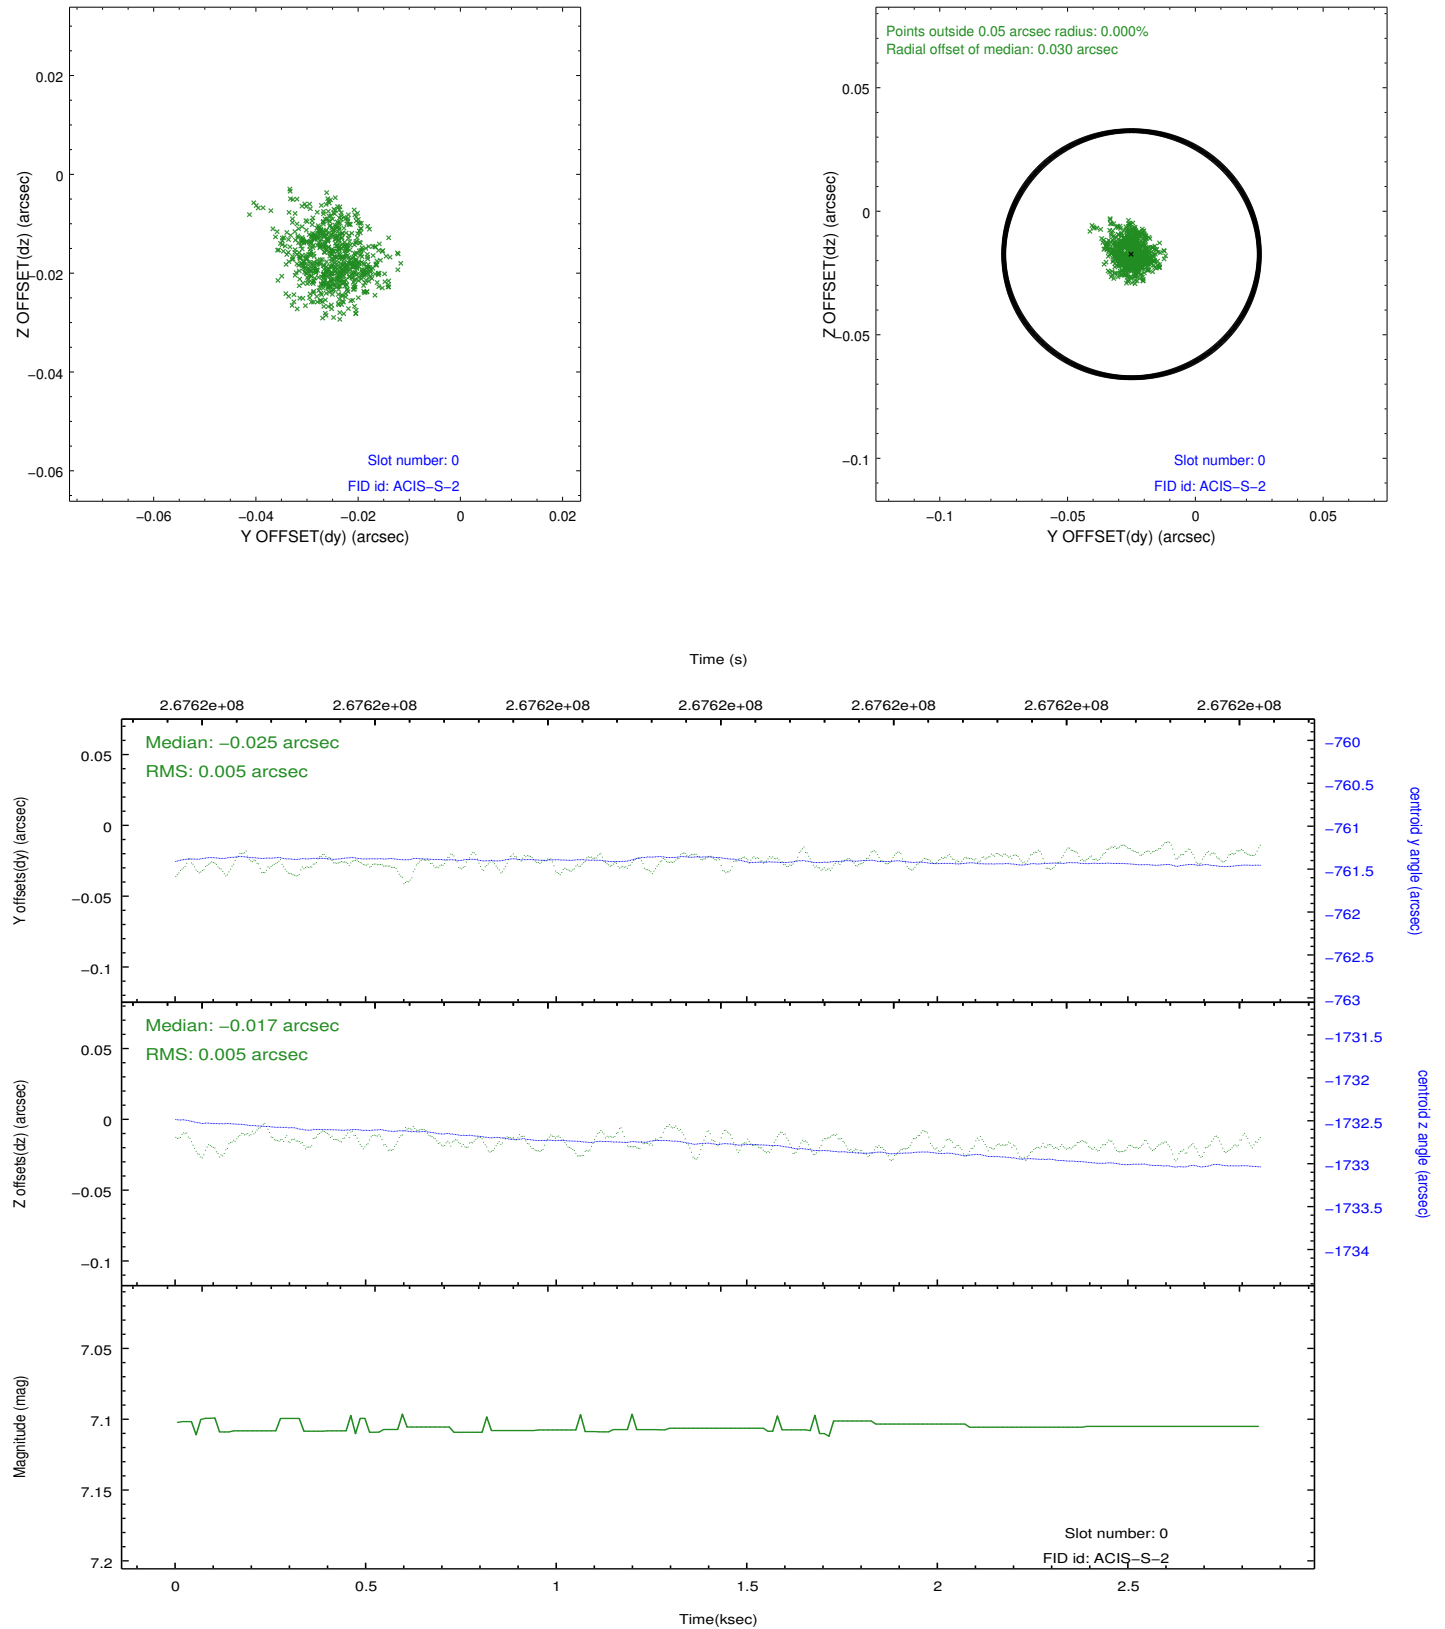 0.02
0
−0.02
−0.04
−0.06
Z OFFSET(dz) (arcsec)
Slot number: 0
FID id: ACIS−S−2
−0.06
−0.04
−0.02
0
0.02
Y OFFSET(dy) (arcsec)
Points outside 0.05 arcsec radius: 0.000%
Radial offset of median: 0.030 arcsec
0.05
0
−0.05
−0.1
Z OFFSET(dz) (arcsec)
Slot number: 0
FID id: ACIS−S−2
−0.1
−0.05
0
0.05
Y OFFSET(dy) (arcsec)
Time (s)
2.6762e+08
2.6762e+08
2.6762e+08
2.6762e+08
2.6762e+08
2.6762e+08
2.6762e+08
Median: −0.025 arcsec
RMS: 0.005 arcsec
0.05
0
−0.05
−0.1
Y offsets(dy) (arcsec)
−760
−760.5
−761
−761.5
−762
−762.5
−763
centroid y angle (arcsec)
Median: −0.017 arcsec
RMS: 0.005 arcsec
0.05
0
−0.05
−0.1
Z offsets(dz) (arcsec)
−1731.5
−1732
−1732.5
−1733
−1733.5
−1734
centroid z angle (arcsec)
7.05
7.1
7.15
7.2
Magnitude (mag)
Slot number: 0
FID id: ACIS−S−2
0
0.5
1
1.5
2
2.5
Time(ksec)